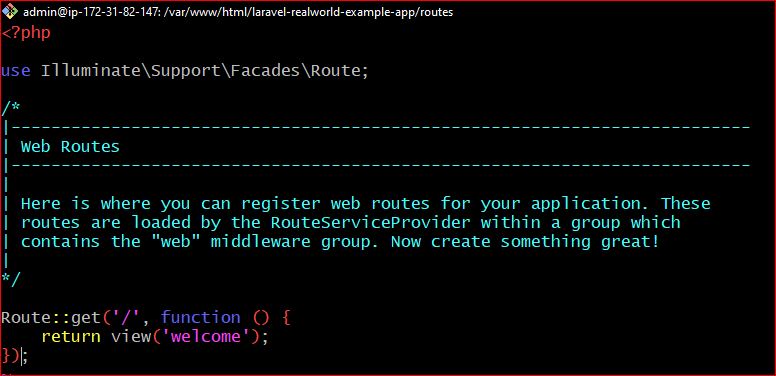 admin@ip-172-31-82-147: /var/www/html/laravel-realworld-example-app/routes
<?php
use Illuminate\Support\Facades\Route;
/*
|--------------------------------------------------------------------------
| Web Routes
|--------------------------------------------------------------------------
|
| Here is where you can register web routes for your application. These
| routes are loaded by the RouteServiceProvider within a group which
| contains the "web" middleware group. Now create something great!
|
*/
Route::get('/', function () {
    return view('welcome');
});